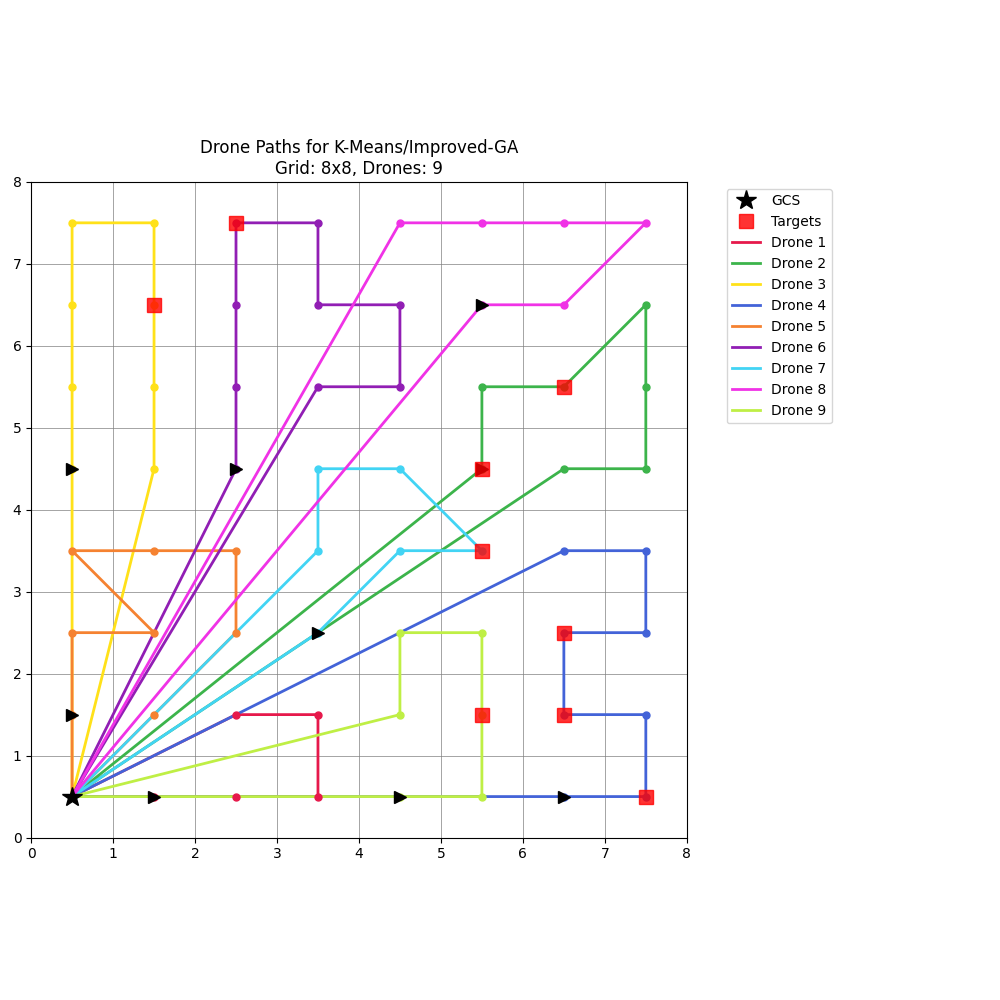 Drone Paths for K-Means/Improved-GA
Grid: 8x8, Drones: 9
8
7
6
5
4
3
2
1
0
0 1 2 3 4 5 6 7 8
GCS
Targets
Drone 1
Drone 2
Drone 3
Drone 4
Drone 5
Drone 6
Drone 7
Drone 8
Drone 9